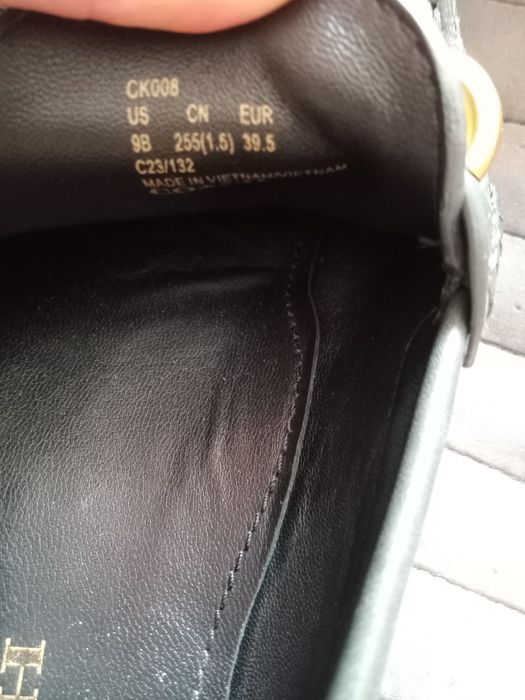 CK008
US CN EUR
9B 255(1.5) 39.5
C23/132
MADE IN VIETNAM/VIETNAM